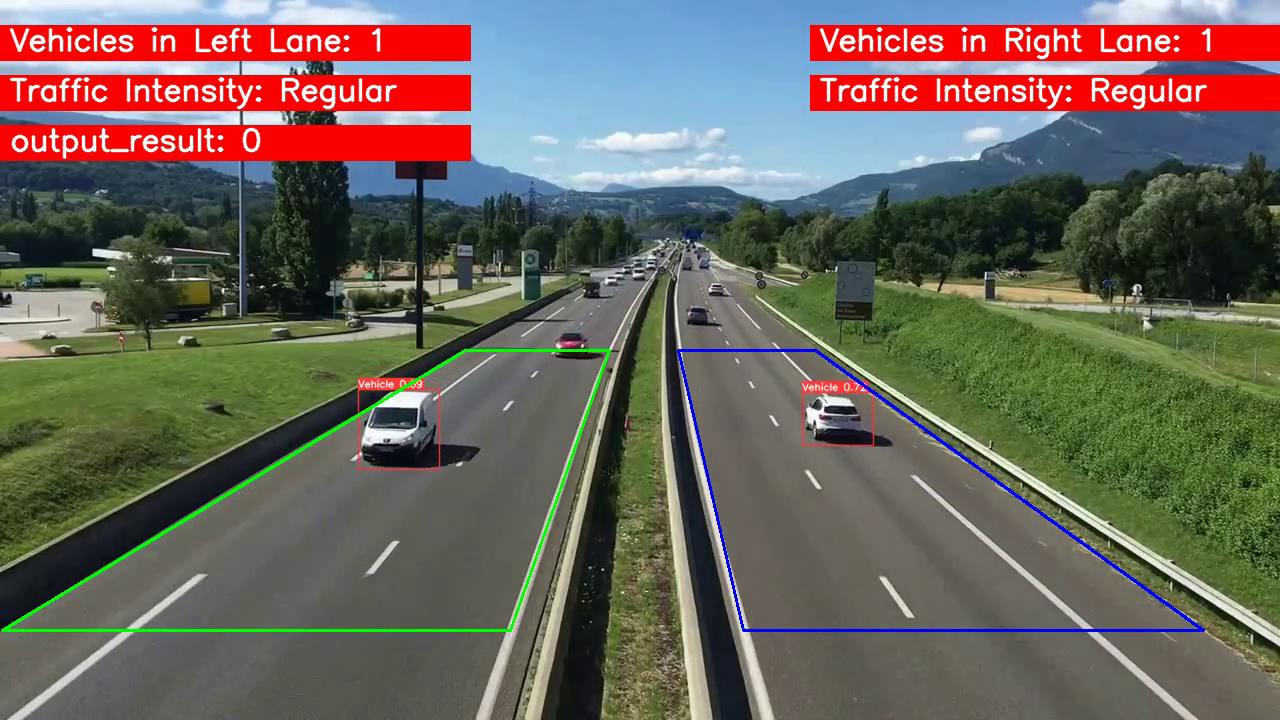 Vehicles in Left Lane: 1
Vehicles in Right Lane: 1
Traffic Intensity: Regular
Traffic Intensity: Regular
output_result: 0
Vehicle 0.72